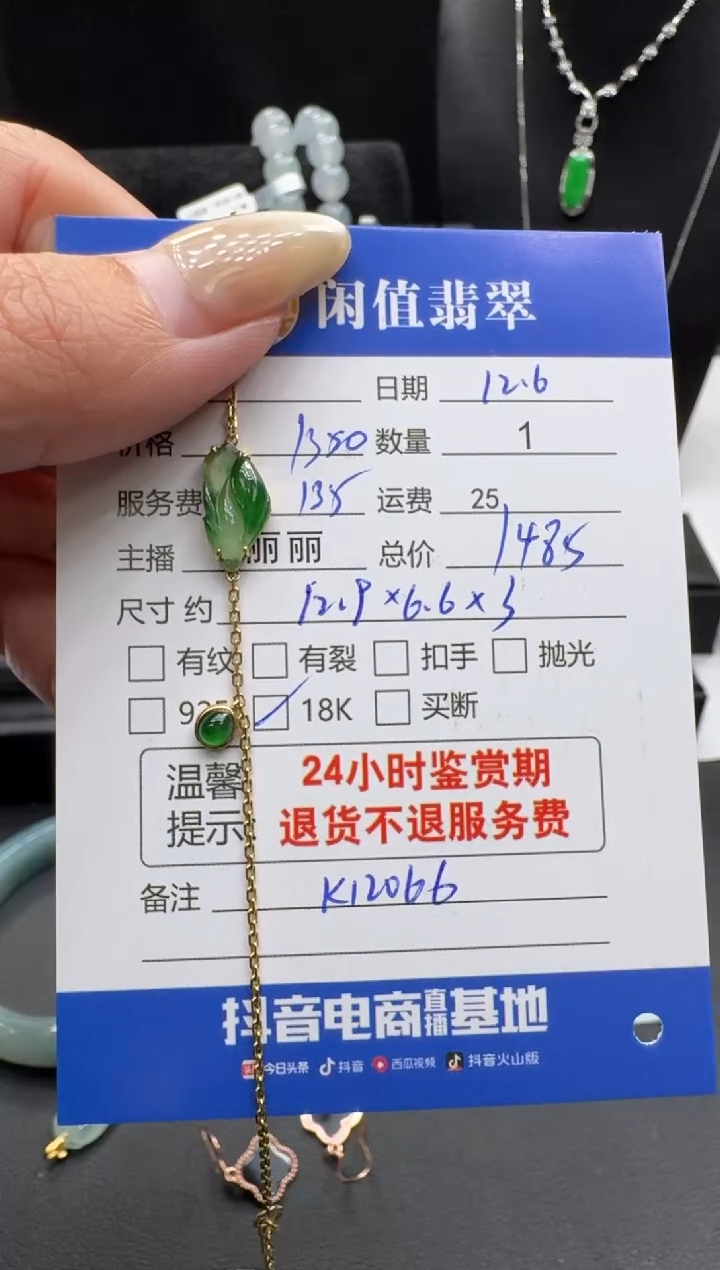 闲值翡翠
日期 12.6
价格 1350 数量 1
服务费 135 运费 25
主播 丽丽 总价 1485
尺寸 约 12.9×6.6×3
有纹 有裂 扣手 抛光
925 18K 买断
温馨提示: 24小时鉴赏期
退货不退服务费
备注 K12066
抖音电商直播基地
今日头条 抖音 西瓜视频 抖音火山版